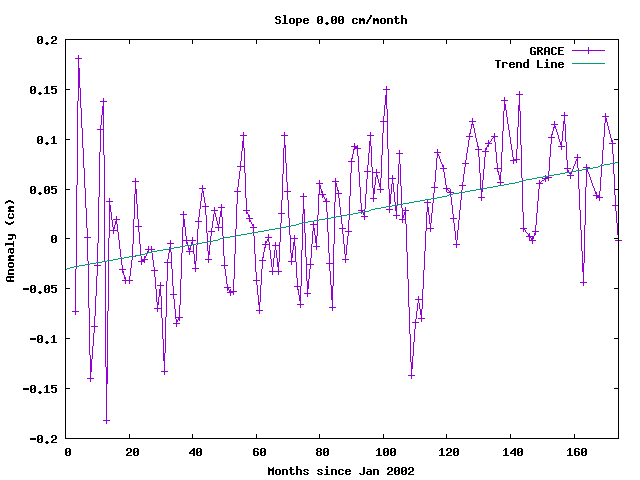 Slope 0.00 cm/month
GRACE
Trend Line
0.2
0.15
0.1
0.05
0
-0.05
-0.1
-0.15
-0.2
Anomaly (cm)
0 20 40 60 80 100 120 140 160
Months since Jan 2002